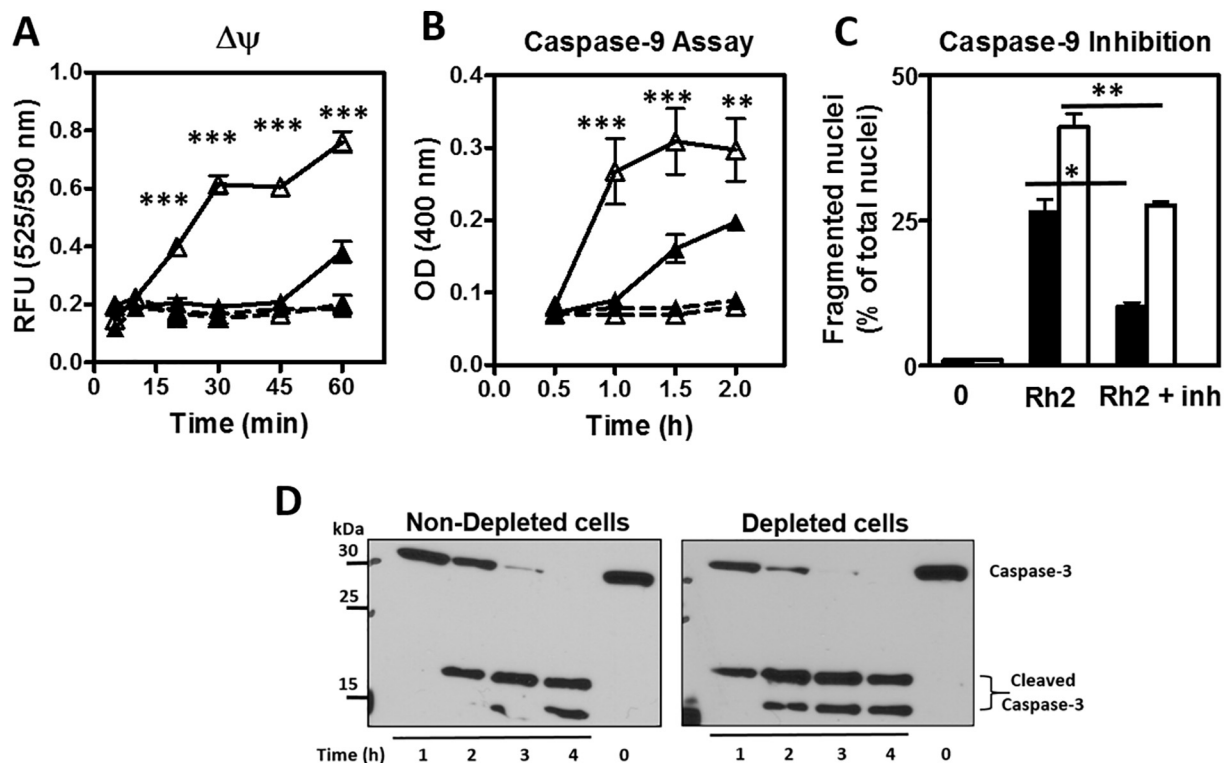 A
Δψ
RFU (525/590 nm)
1.0
0.8
0.6
0.4
0.2
0.0
***
***
***
***
0 15 30 45 60
Time (min)
B
Caspase-9 Assay
OD (400 nm)
0.4
0.3
0.2
0.1
0.0
***
***
**
0.0 0.5 1.0 1.5 2.0
Time (h)
C
Caspase-9 Inhibition
Fragmented nuclei
(% of total nuclei)
50
25
0
**
*
0 Rh2 Rh2 + inh
D
Non-Depleted cells
Depleted cells
kDa
30
25
15
Caspase-3
Cleaved
Caspase-3
Time (h) 1 2 3 4 0 1 2 3 4 0